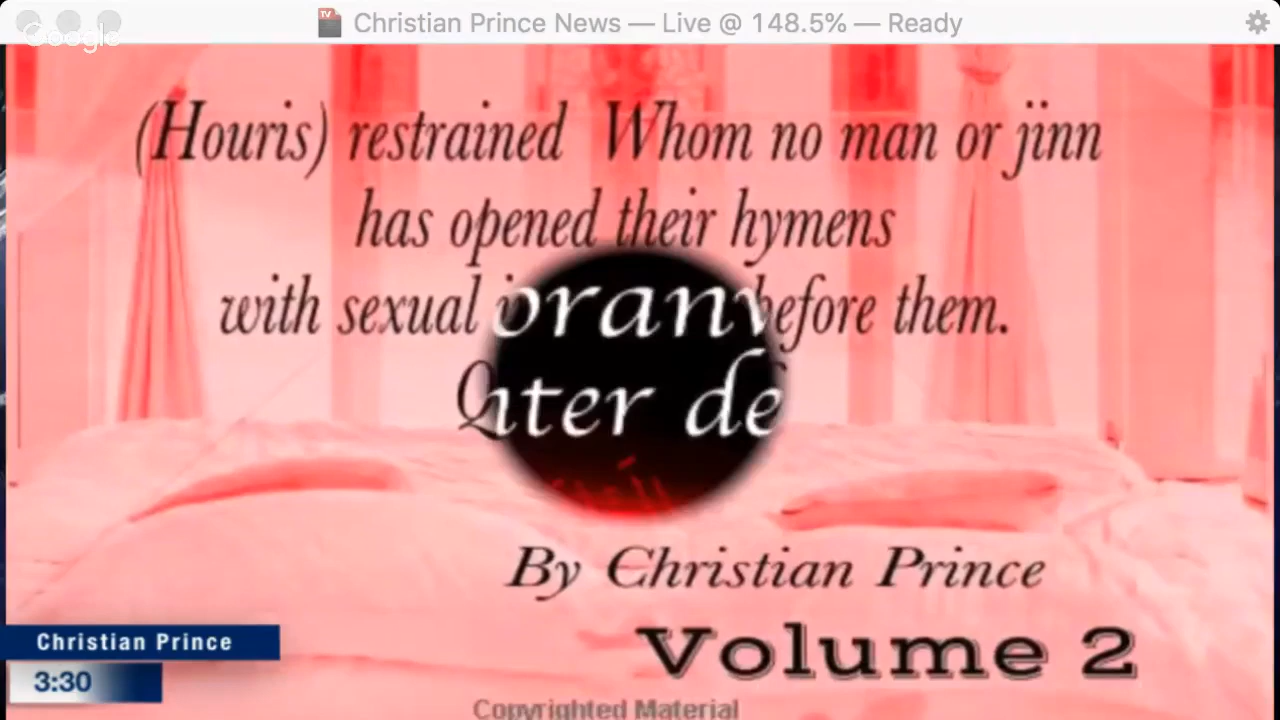 Christian Prince News — Live @ 148.5% — Ready
Google
(Houris) restrained Whom no man or jinn
has opened their hymens
with sexual before them.
By Christian Prince
Volume 2
Christian Prince
3:30
Copyrighted Material